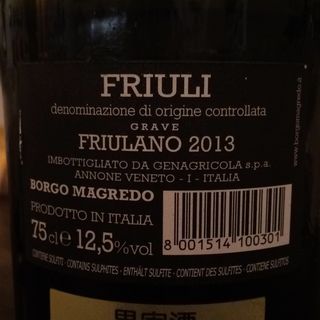 FRIULI
denominazione di origine controllata
GRAVE
FRIULANO 2013
IMBOTTIGLIATO DA GENAGRICOLA s.p.a.
ANNONE VENETO - I - ITALIA
BORGO MAGREDO
PRODOTTO IN ITALIA
75 cl e 12,5% vol
8 001514 100301
CONTIENE SOLFITI - CONTAINS SULPHITES - ENTHÄLT SULFITE - CONTIENT DES SULFITES - CONTIENE SULFITOS
www.borgomagredo.it